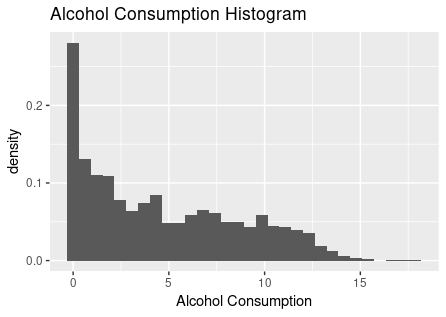 Alcohol Consumption Histogram
density
0.2
0.1
0.0
0 5 10 15
Alcohol Consumption